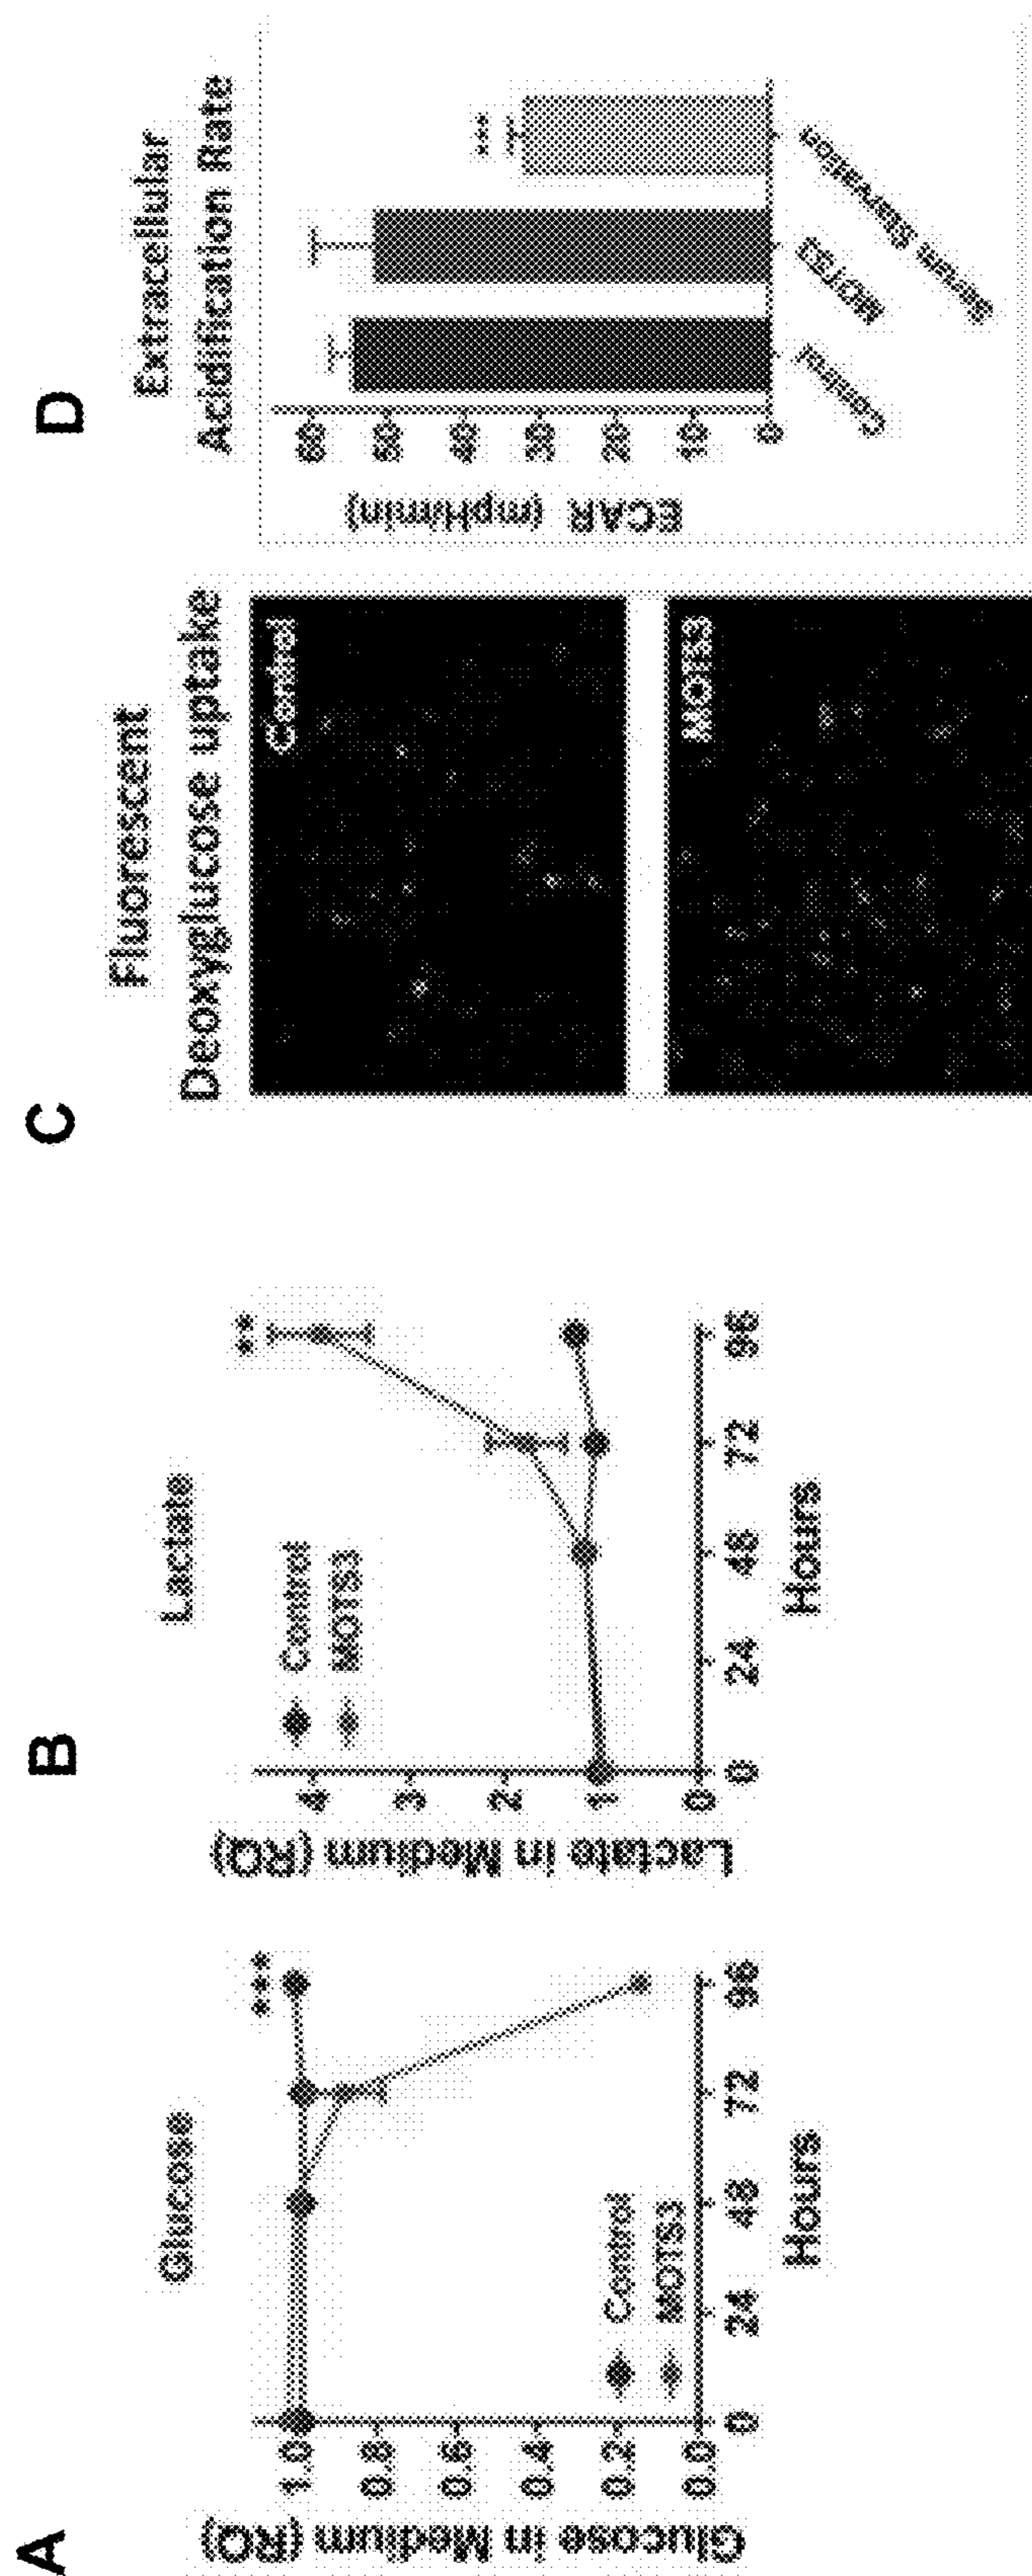 A
Glucose
Glucose in Medium (RQ)
1.0
0.8
0.6
0.4
0.2
0.0
Control
MOTS3
0
24
48
72
96
***
Hours
B
Lactate
Lactate in Medium (RQ)
4
3
2
1
0
Control
MOTS3
0
24
48
72
96
**
Hours
C
Fluorescent
Deoxyglucose uptake
Control
MOTS3
D
Extracellular
Acidification Rate
ECAR (mpH/min)
60
50
40
30
20
10
0
***
Control
MOTS3
Serum Starvation